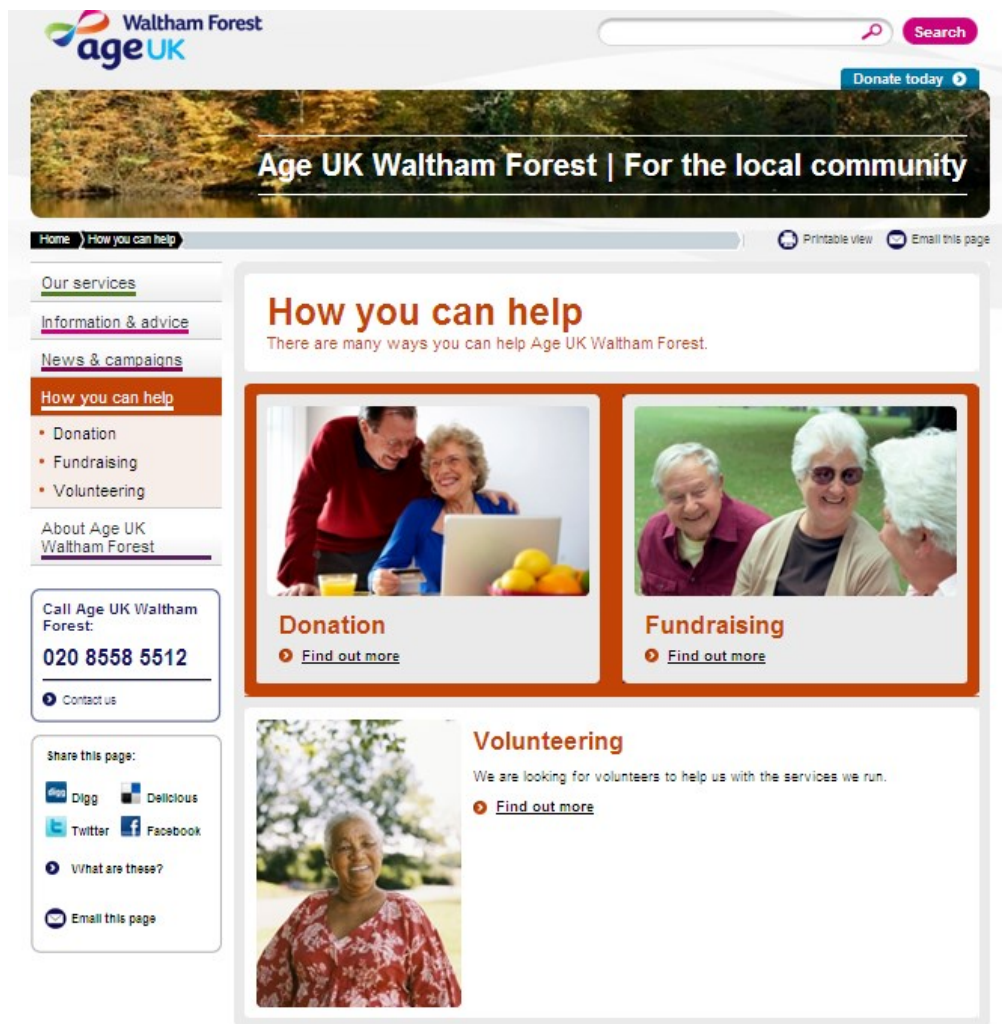 Waltham Forest
age UK
Search
Donate today
Age UK Waltham Forest | For the local community
Home
How you can help
Printable view
Email this page
Our services
Information & advice
News & campaigns
How you can help
Donation
Fundraising
Volunteering
About Age UK
Waltham Forest
Call Age UK Waltham
Forest:
020 8558 5512
Contact us
Share this page:
digg Digg
Delicious
Twitter
Facebook
What are these?
Email this page
How you can help
There are many ways you can help Age UK Waltham Forest.
Donation
Find out more
Fundraising
Find out more
Volunteering
We are looking for volunteers to help us with the services we run.
Find out more